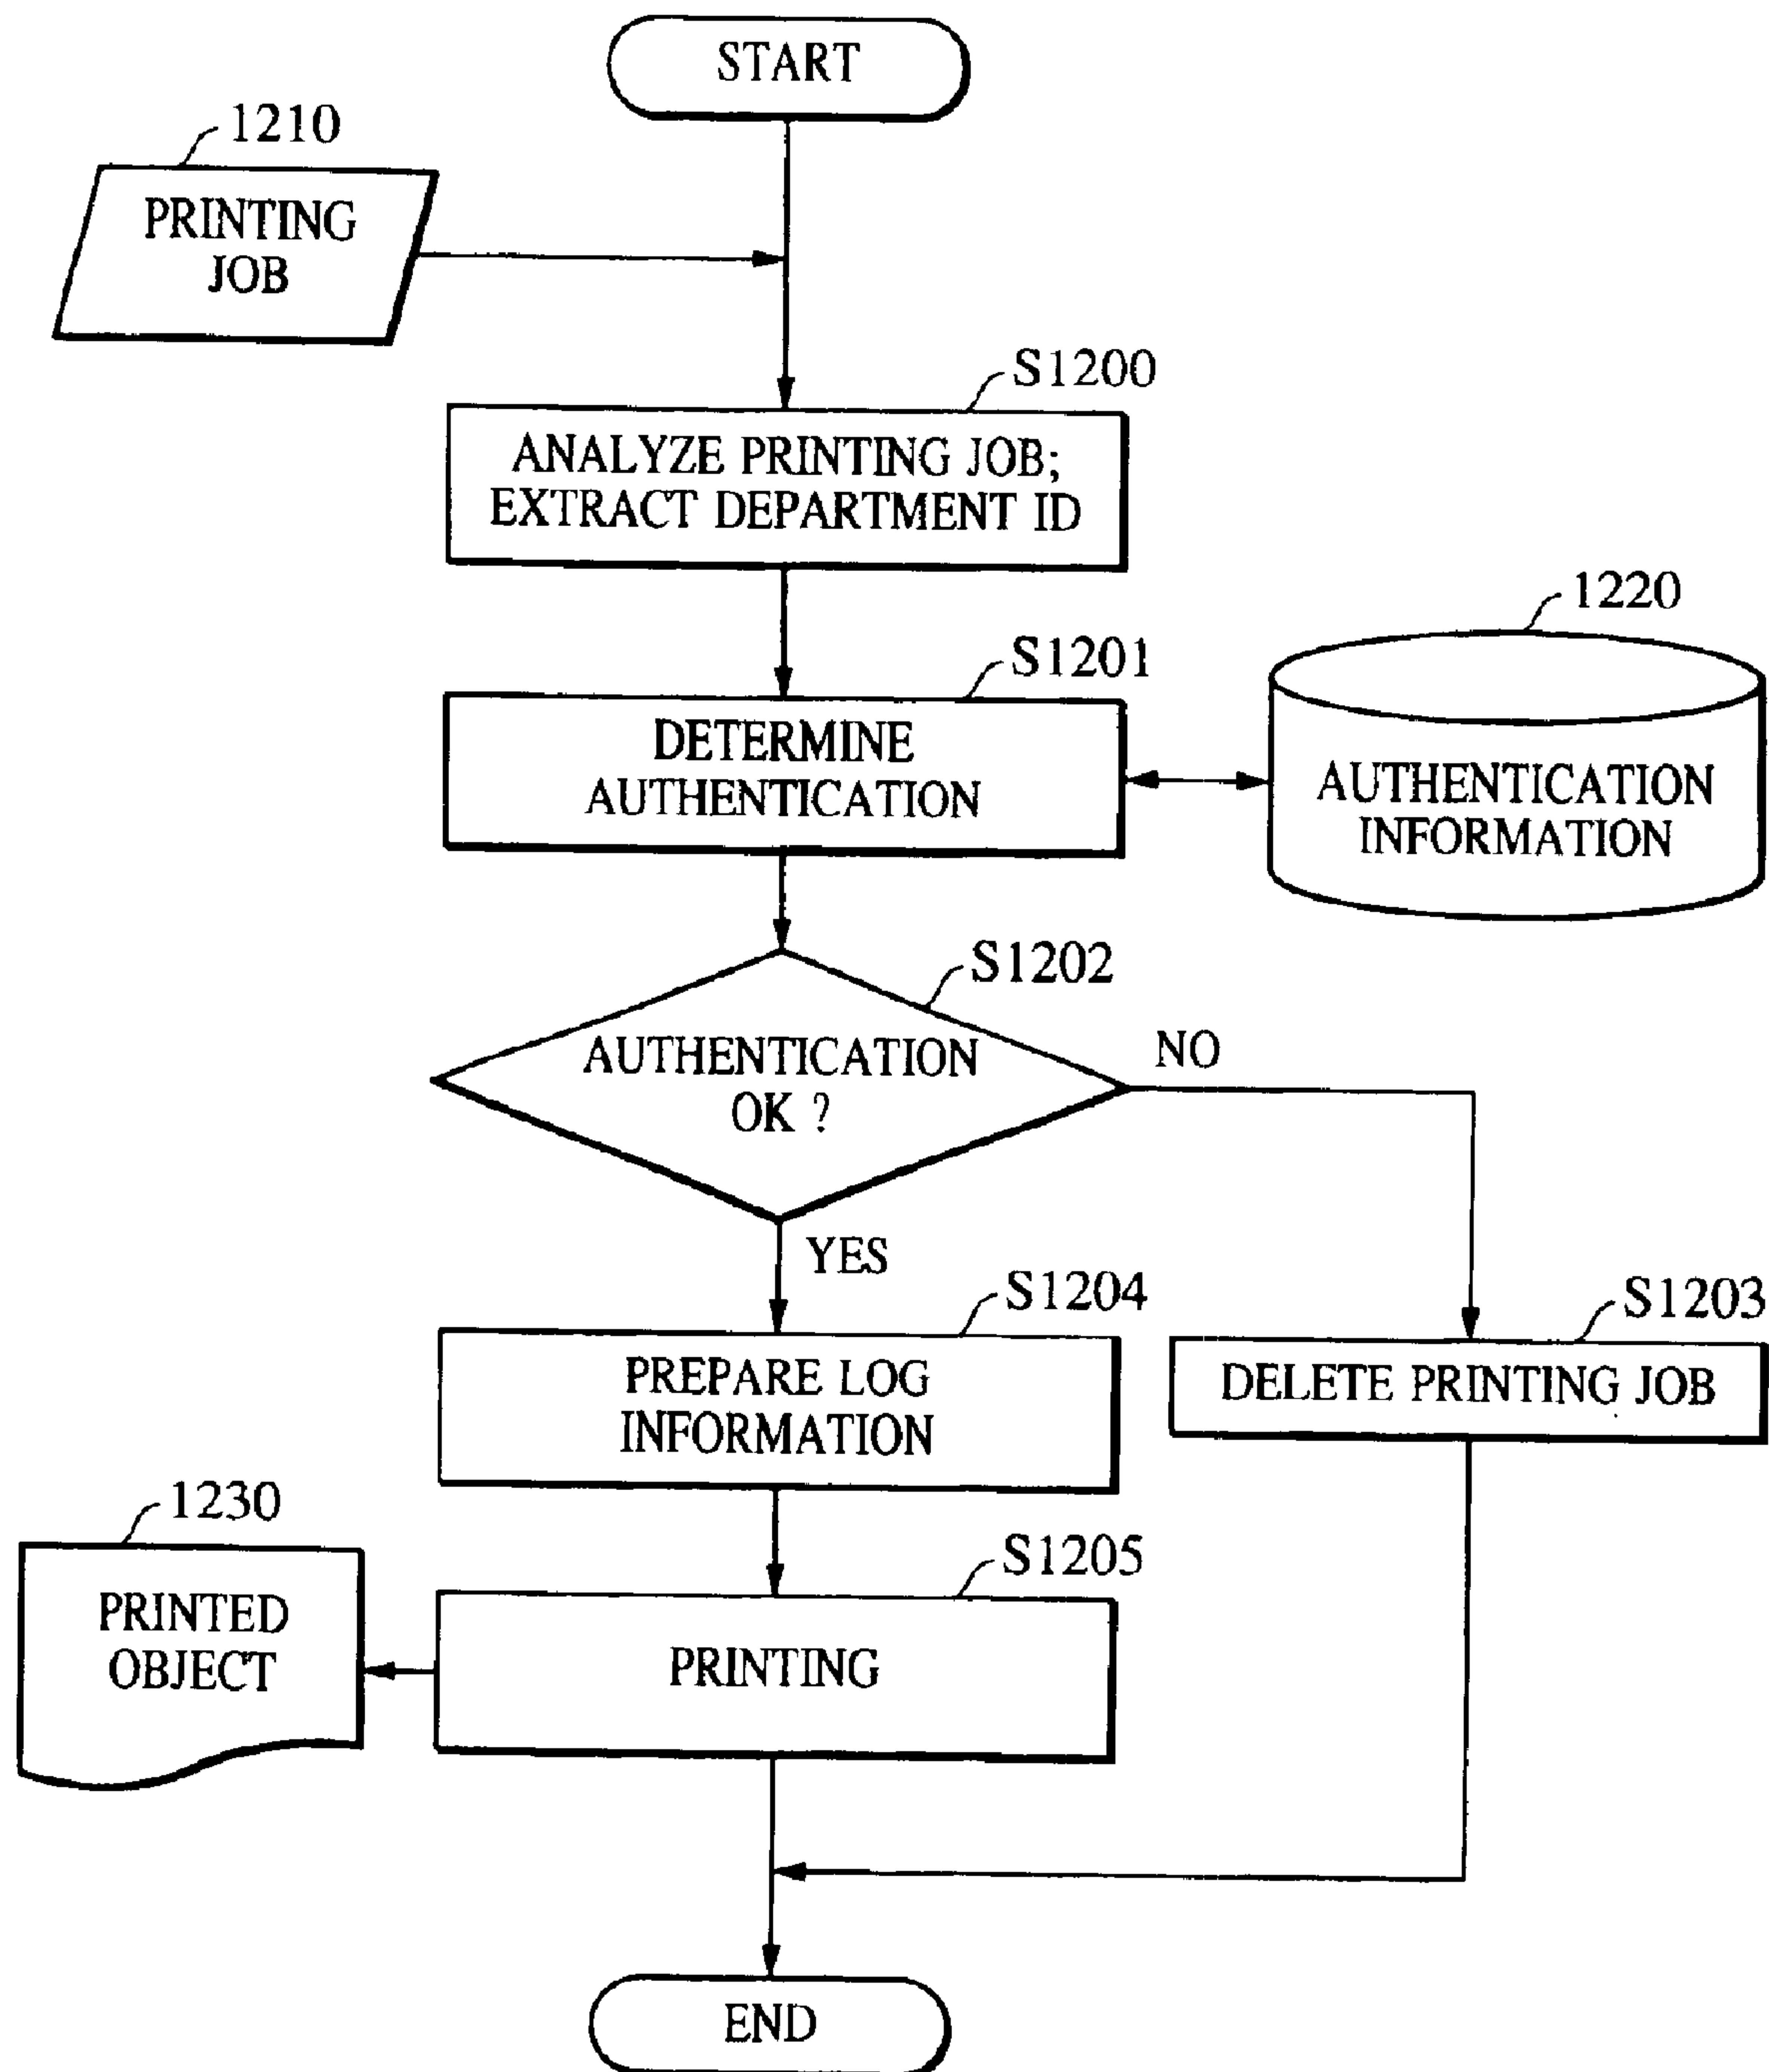 START
1210
PRINTING
JOB
S1200
ANALYZE PRINTING JOB;
EXTRACT DEPARTMENT ID
S1201
DETERMINE
AUTHENTICATION
1220
AUTHENTICATION
INFORMATION
S1202
AUTHENTICATION
OK ?
NO
YES
S1204
PREPARE LOG
INFORMATION
S1203
DELETE PRINTING JOB
1230
PRINTED
OBJECT
S1205
PRINTING
END